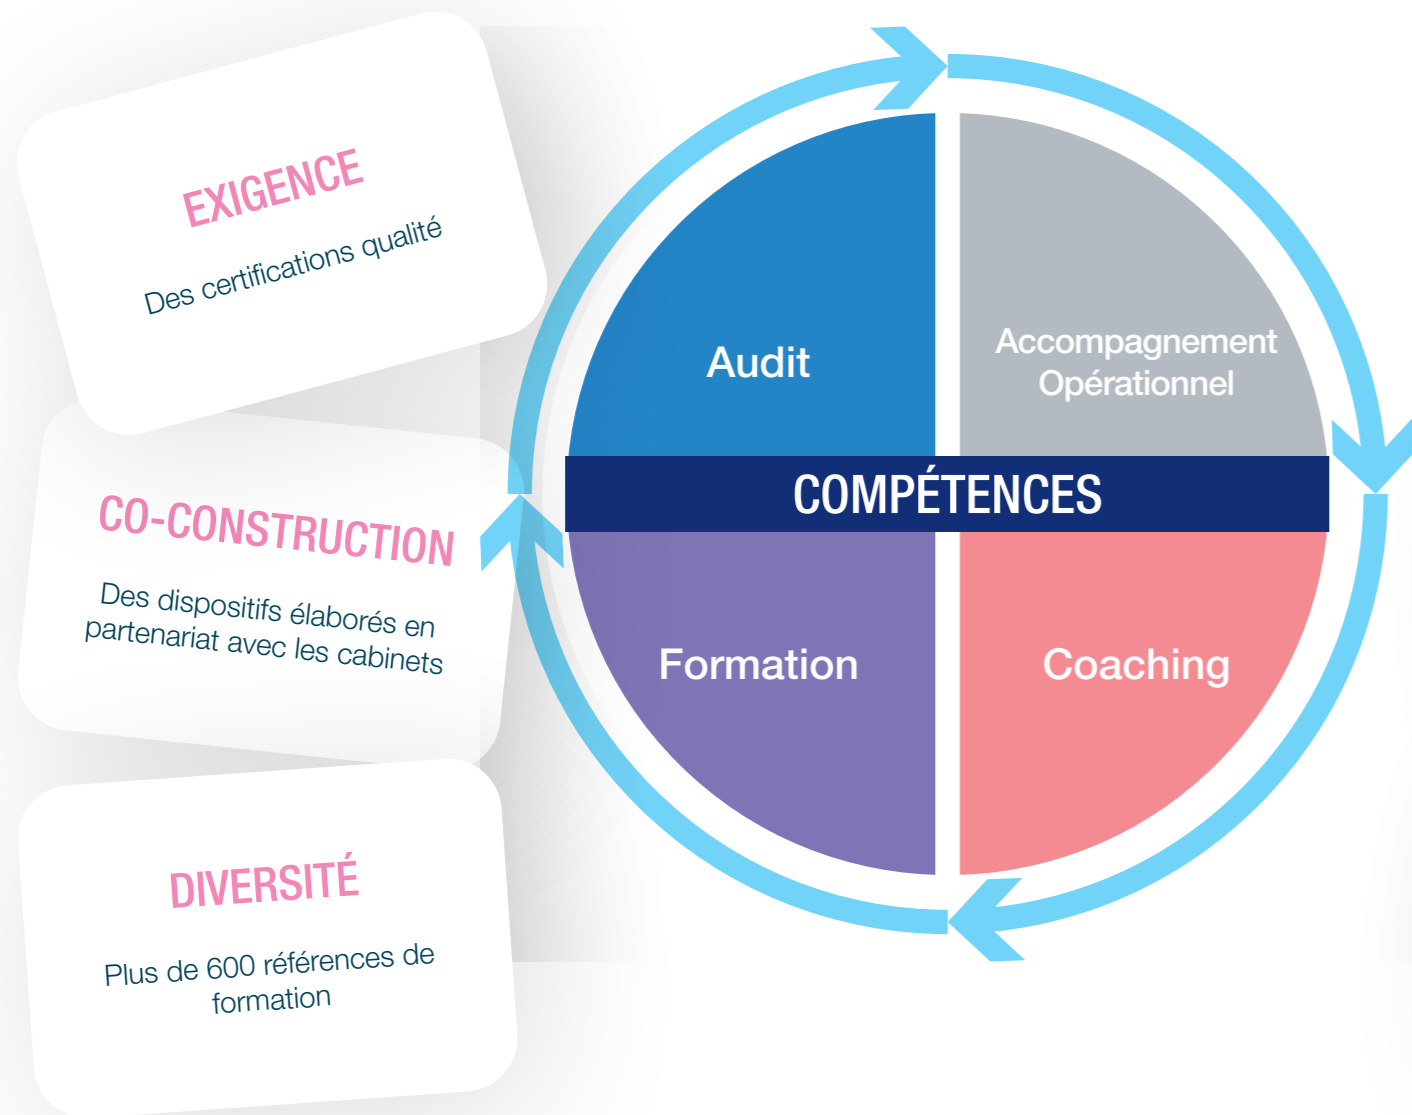 EXIGENCE
Des certifications qualité
CO-CONSTRUCTION
Des dispositifs élaborés en
partenariat avec les cabinets
DIVERSITÉ
Plus de 600 références de
formation
Audit
Accompagnement
Opérationnel
COMPÉTENCES
Formation
Coaching